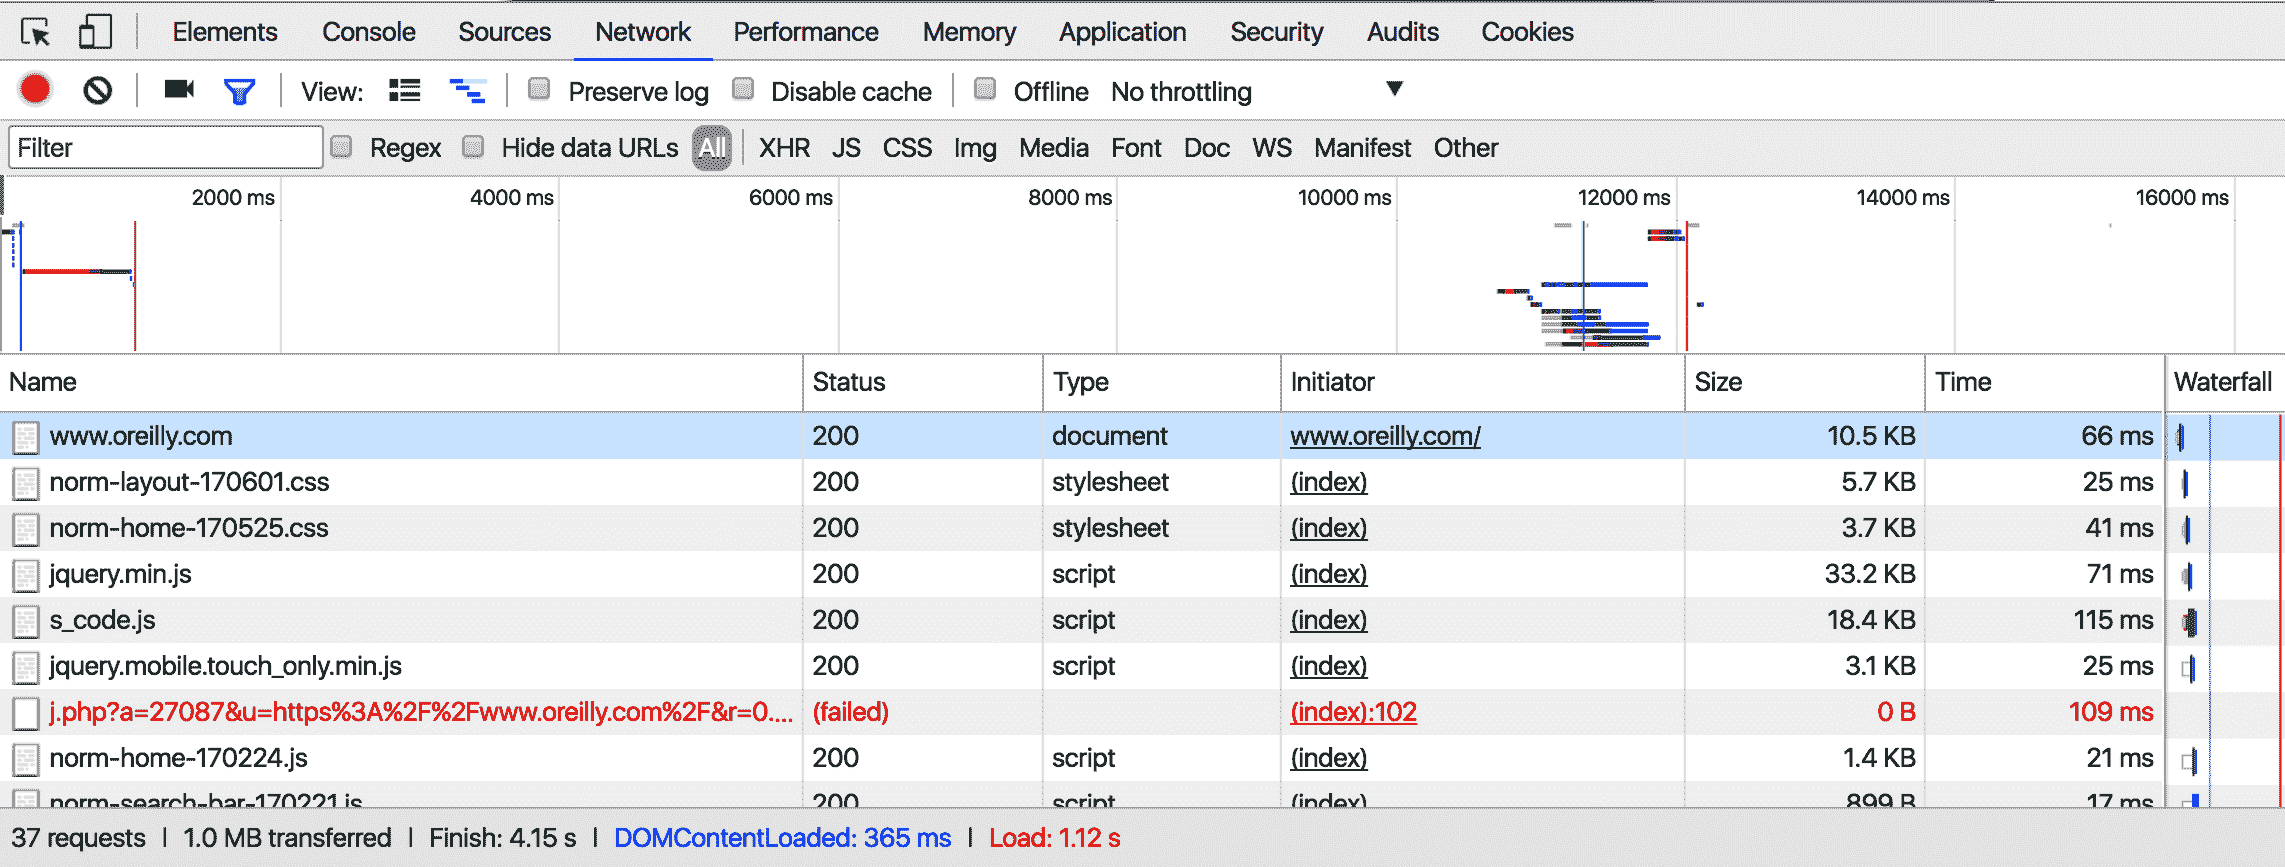 Elements Console Sources Network Performance Memory Application Security Audits Cookies
View: Preserve log Disable cache Offline No throttling
Filter Regex Hide data URLs All XHR JS CSS Img Media Font Doc WS Manifest Other
2000 ms 4000 ms 6000 ms 8000 ms 10000 ms 12000 ms 14000 ms 16000 ms
Name Status Type Initiator Size Time Waterfall
www.oreilly.com 200 document www.oreilly.com/ 10.5 KB 66 ms
norm-layout-170601.css 200 stylesheet (index) 5.7 KB 25 ms
norm-home-170525.css 200 stylesheet (index) 3.7 KB 41 ms
jquery.min.js 200 script (index) 33.2 KB 71 ms
s_code.js 200 script (index) 18.4 KB 115 ms
jquery.mobile.touch_only.min.js 200 script (index) 3.1 KB 25 ms
j.php?a=27087&u=https%3A%2F%2Fwww.oreilly.com%2F&r=0.... (failed) (index):102 0 B 109 ms
norm-home-170224.js 200 script (index) 1.4 KB 21 ms
norm-search-bar-170221.js 200 script (index) 899 B 17 ms
37 requests | 1.0 MB transferred | Finish: 4.15 s | DOMContentLoaded: 365 ms | Load: 1.12 s